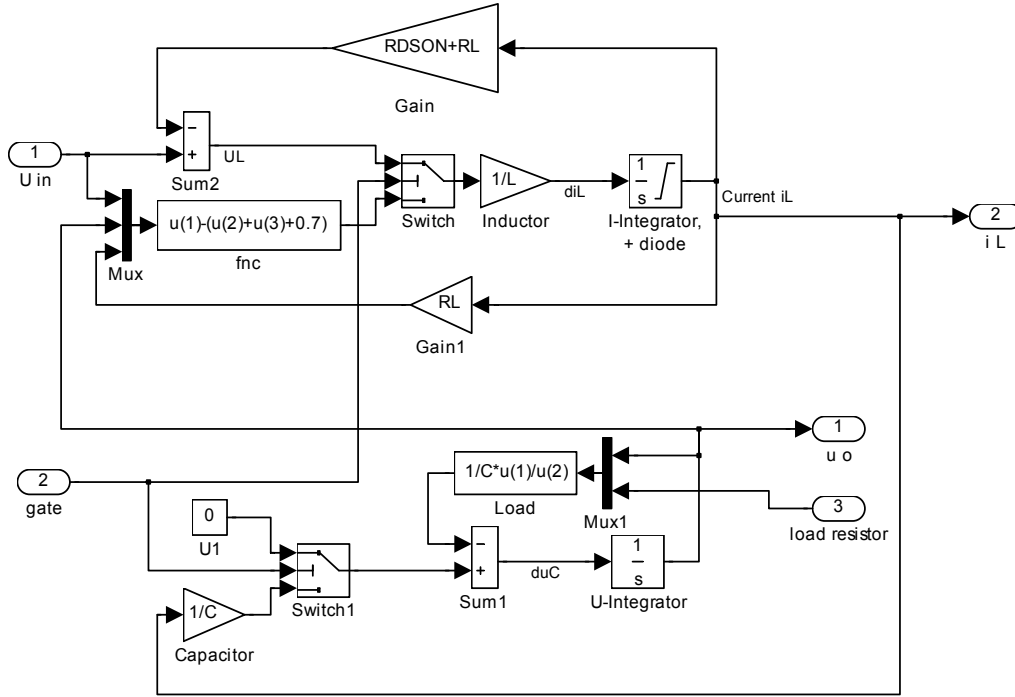 RDSON+RL
Gain
1
U in
−
+
Sum2
UL
Switch
1/L
Inductor
diL
1
s
I-Integrator,
+ diode
Current iL
2
i L
Mux
u(1)-(u(2)+u(3)+0.7)
fnc
RL
Gain1
1
u o
2
gate
1/C*u(1)/u(2)
Load
Mux1
3
load resistor
0
U1
Switch1
−
+
Sum1
duC
1
s
U-Integrator
1/C
Capacitor